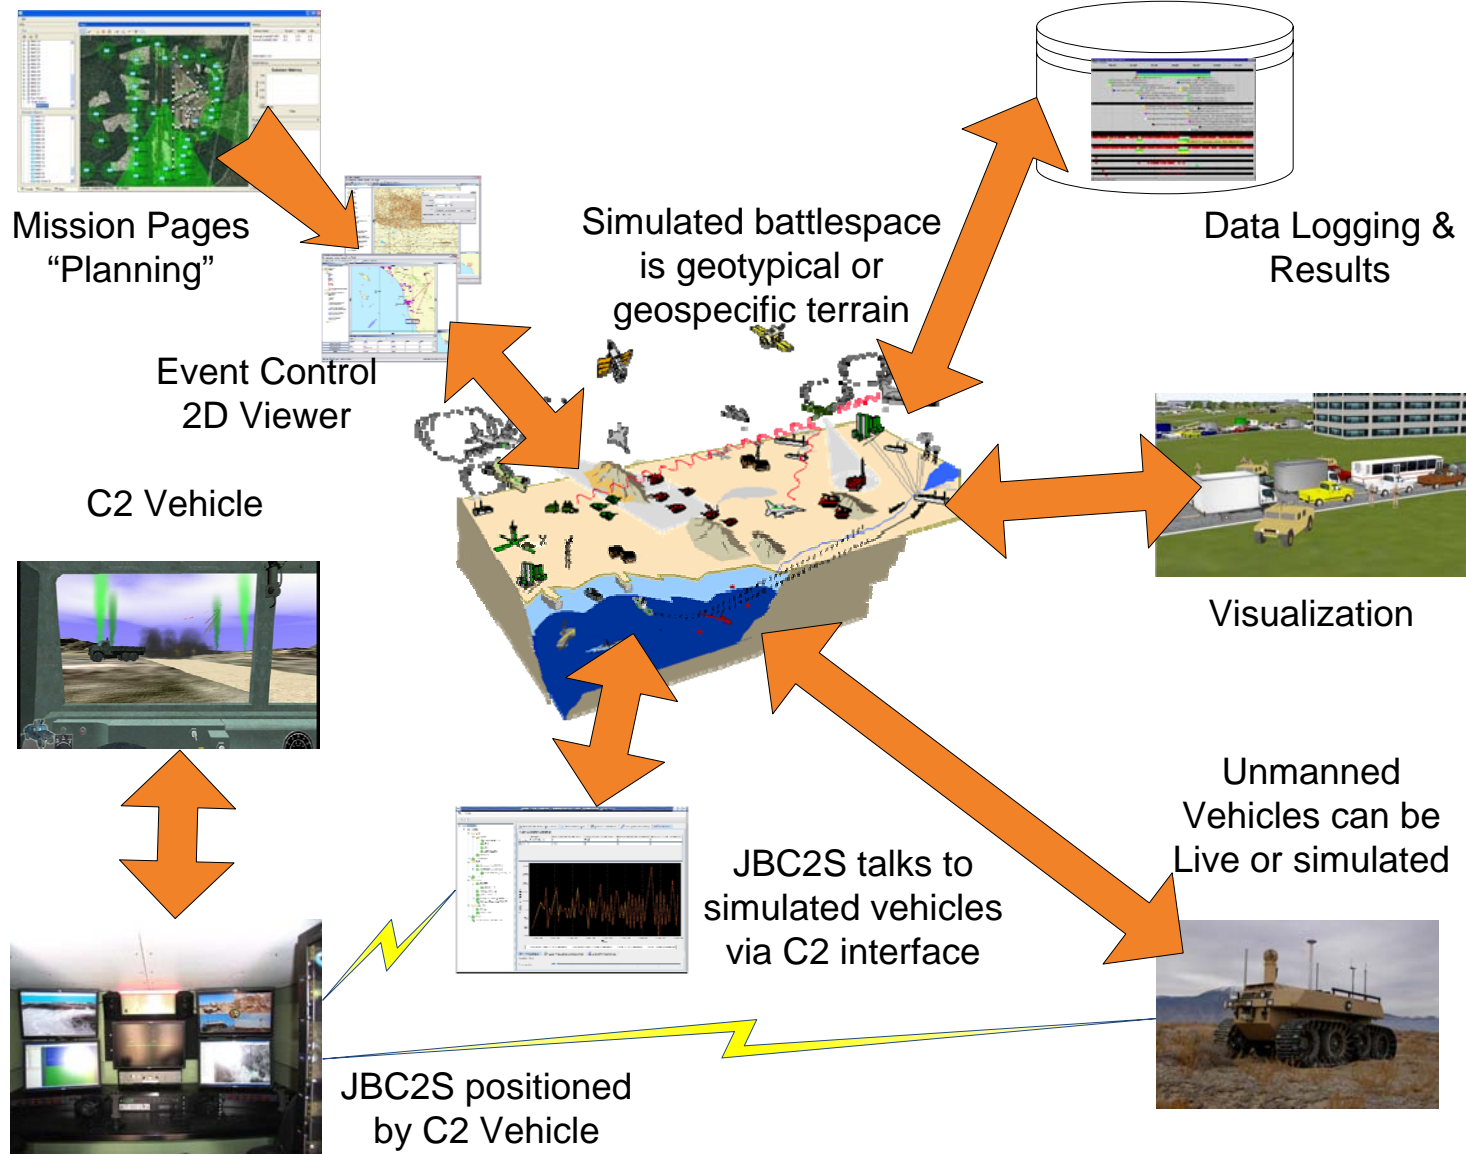 Mission Pages
“Planning”
Simulated battlespace
is geotypical or
geospecific terrain
Data Logging &
Results
Event Control
2D Viewer
C2 Vehicle
Visualization
Unmanned
Vehicles can be
Live or simulated
JBC2S talks to
simulated vehicles
via C2 interface
JBC2S positioned
by C2 Vehicle